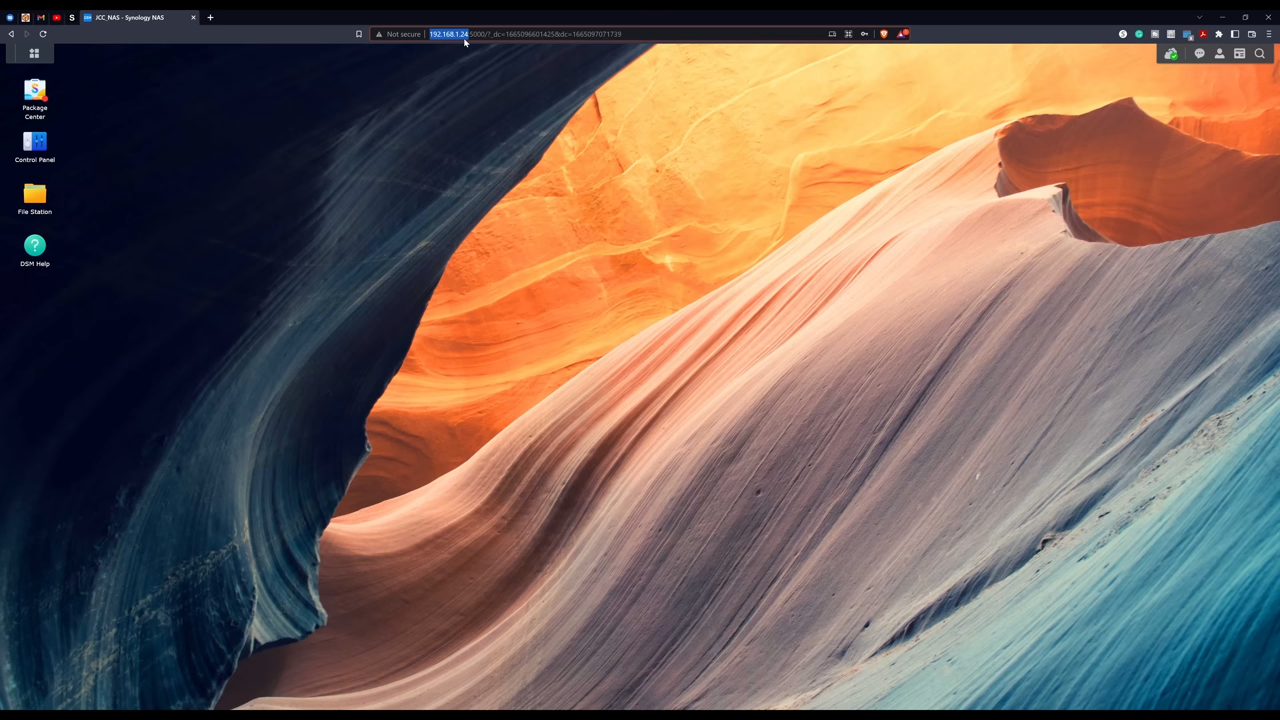 JCC_NAS - Synology NAS
Not secure
192.168.1.24:5000/?_dc=1665096601425&dc=1665097071739
Package
Center
Control Panel
File Station
DSM Help